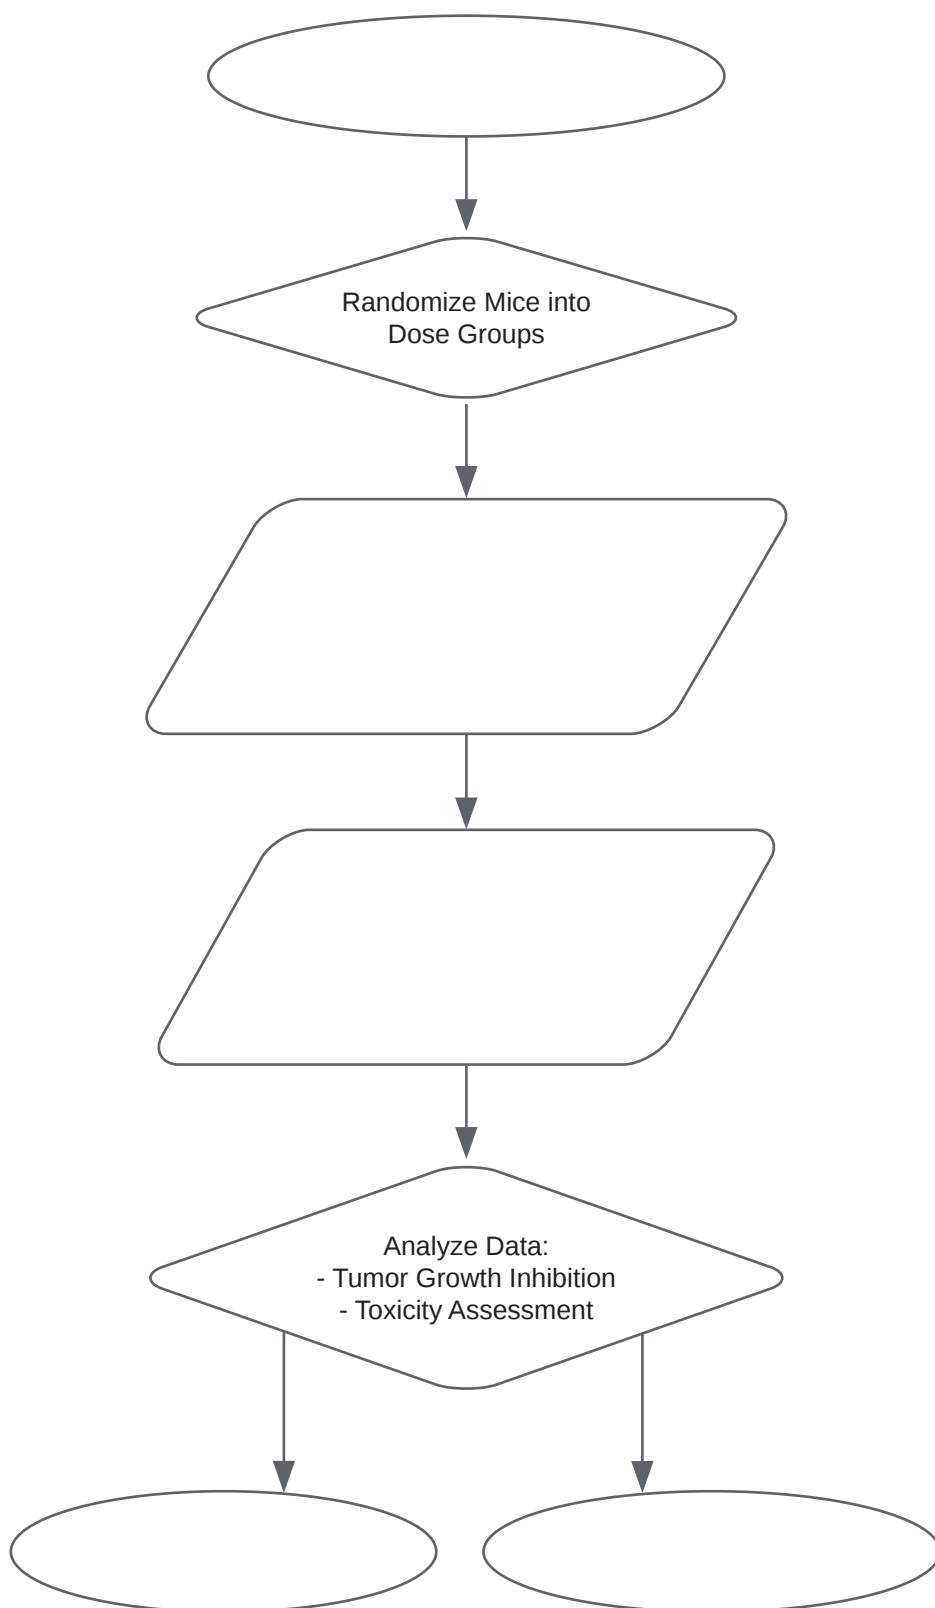 Randomize Mice into
Dose Groups
Analyze Data:
- Tumor Growth Inhibition
- Toxicity Assessment